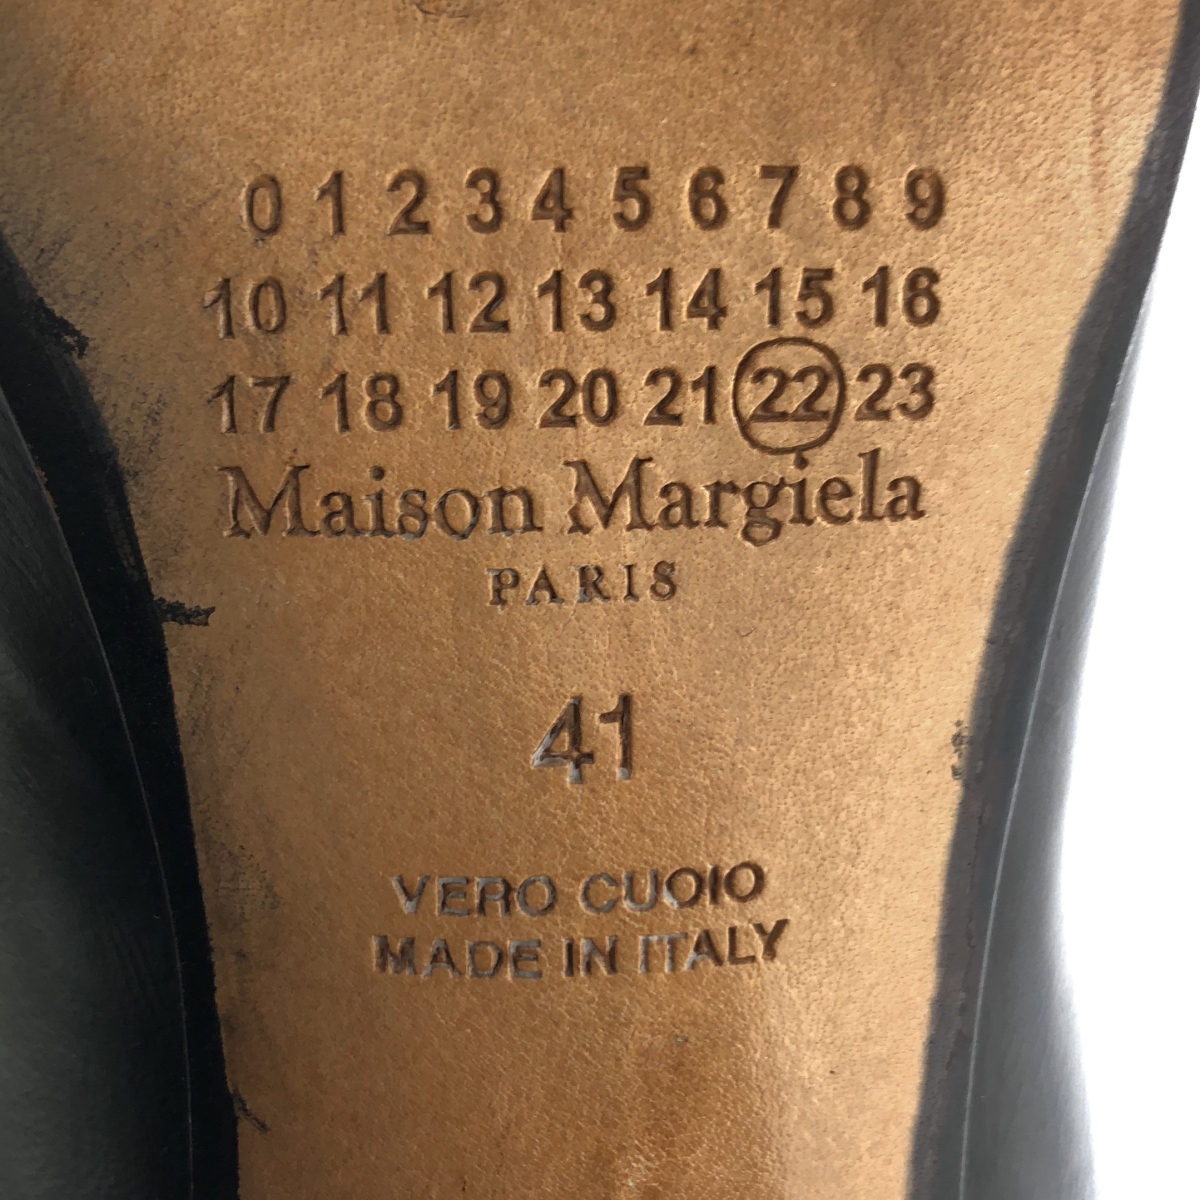 0 1 2 3 4 5 6 7 8 9
10 11 12 13 14 15 16
17 18 19 20 21 22 23
Maison Margiela
PARIS
41
VERO CUOIO
MADE IN ITALY